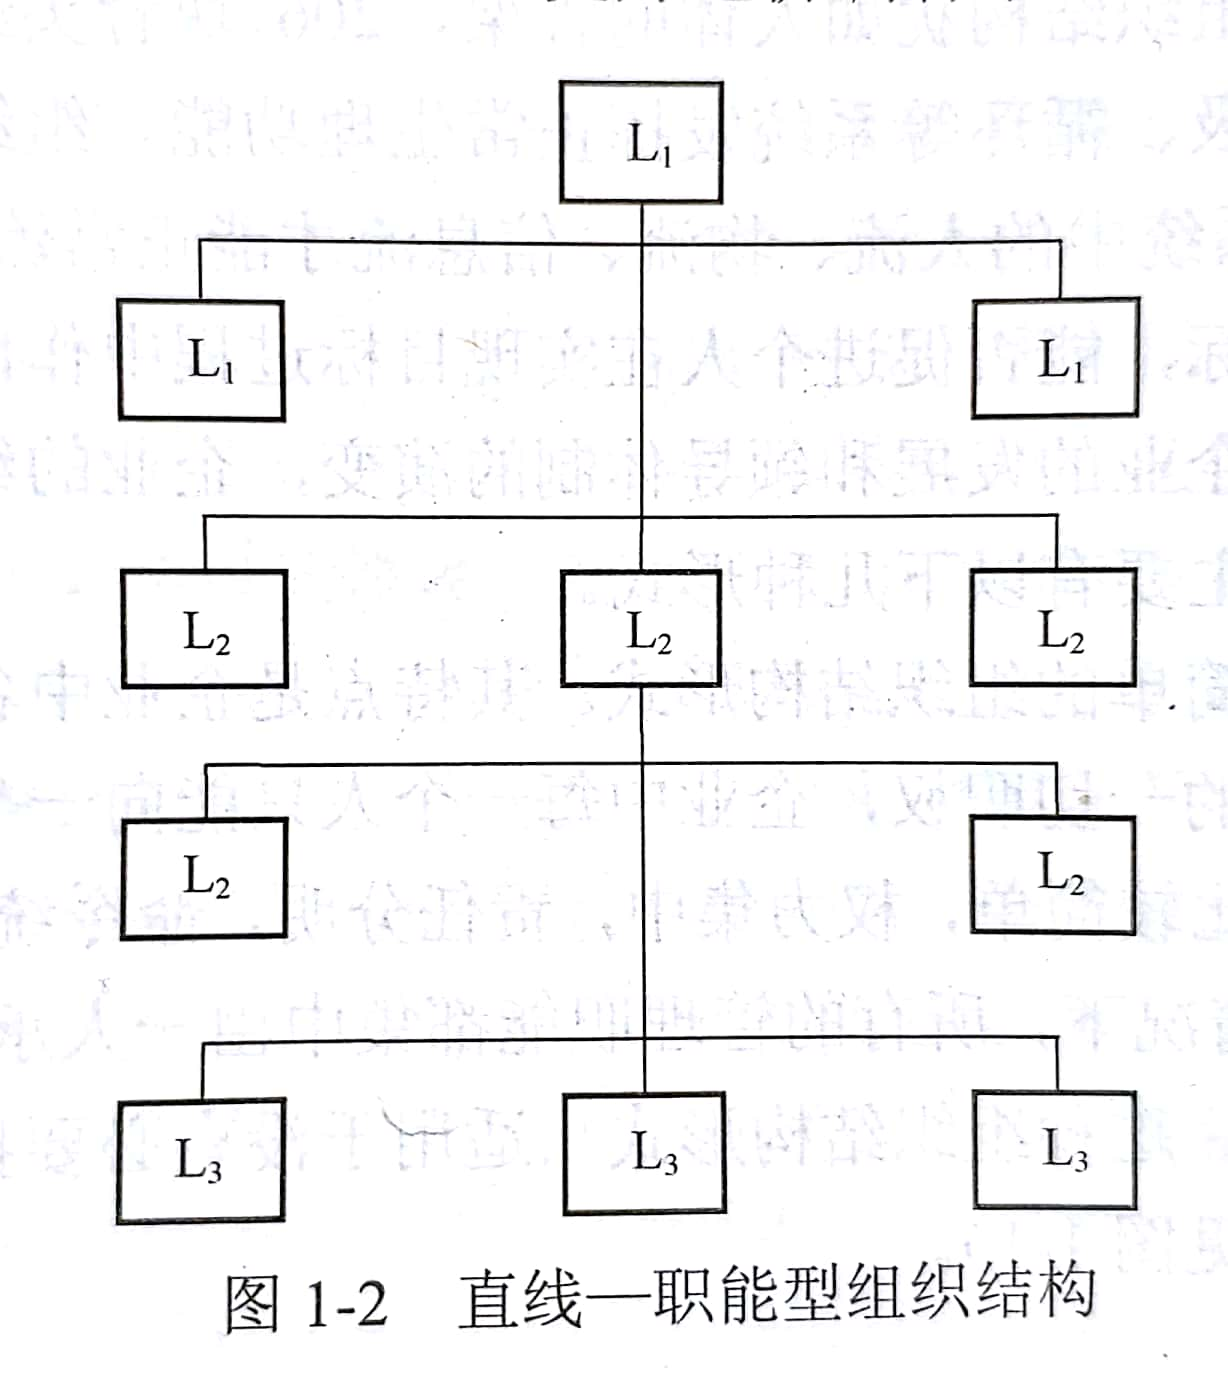 L₁
L₁ L₁
L₂ L₂ L₂
L₂ L₂
L₃ L₃ L₃
图 1-2 直线—职能型组织结构